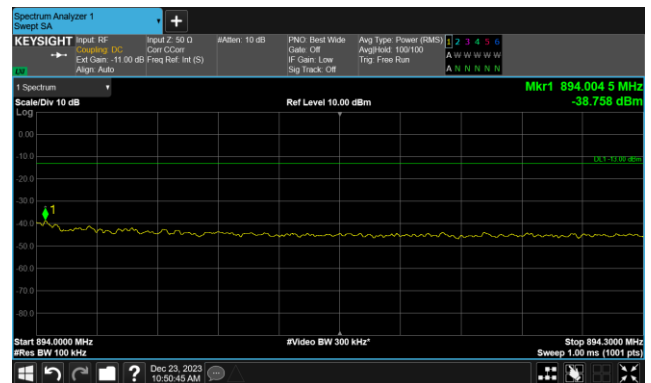 Spectrum Analyzer 1
Swept SA
+
KEYSIGHT
Input: RF
Coupling: DC
Ext Gain: -11.00 dB
Align: Auto
Input Z: 50 Ω
Corr CCorr
Freq Ref: Int (S)
#Atten: 10 dB
PNO: Best Wide
Gate: Off
IF Gain: Low
Sig Track: Off
Avg Type: Power (RMS)
Avg|Hold: 100/100
Trig: Free Run
1 2 3 4 5 6
A W W W W W
A N N N N N
1 Spectrum
Mkr1 894.004 5 MHz
Scale/Div 10 dB
Ref Level 10.00 dBm
-38.758 dBm
Log
0.00
-10.0
DL1 -13.00 dBm
-20.0
-30.0
1
-40.0
-50.0
-60.0
-70.0
-80.0
Start 894.0000 MHz
#Video BW 300 kHz*
Stop 894.3000 MHz
#Res BW 100 kHz
Sweep 1.00 ms (1001 pts)
?
Dec 23, 2023
10:50:45 AM